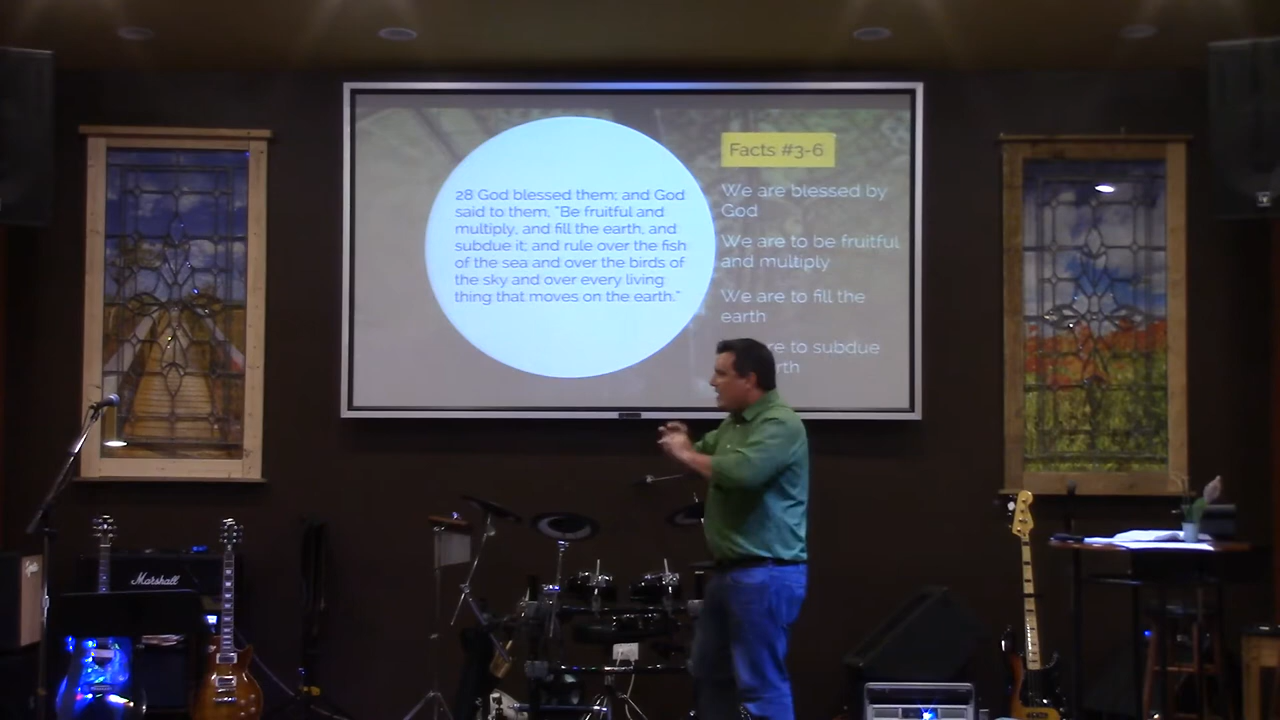 28 God blessed them; and God
said to them, "Be fruitful and
multiply, and fill the earth, and
subdue it; and rule over the fish
of the sea and over the birds of
the sky and over every living
thing that moves on the earth."
Facts #3-6
We are blessed by
God
We are to be fruitful
and multiply
We are to fill the
earth
to subdue
Marshall